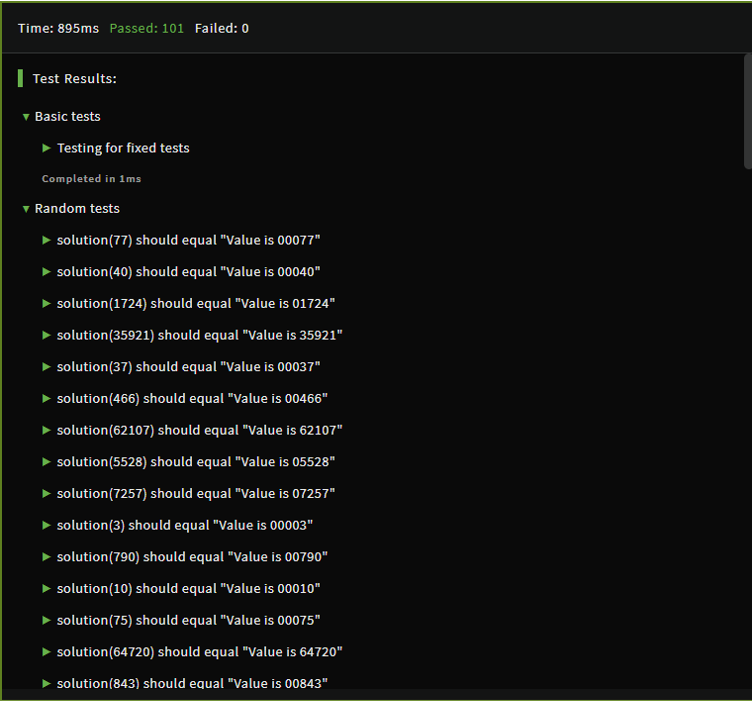 Time: 895ms Passed: 101 Failed: 0
Test Results:
Basic tests
Testing for fixed tests
Completed in 1ms
Random tests
solution(77) should equal "Value is 00077"
solution(40) should equal "Value is 00040"
solution(1724) should equal "Value is 01724"
solution(35921) should equal "Value is 35921"
solution(37) should equal "Value is 00037"
solution(466) should equal "Value is 00466"
solution(62107) should equal "Value is 62107"
solution(5528) should equal "Value is 05528"
solution(7257) should equal "Value is 07257"
solution(3) should equal "Value is 00003"
solution(790) should equal "Value is 00790"
solution(10) should equal "Value is 00010"
solution(75) should equal "Value is 00075"
solution(64720) should equal "Value is 64720"
solution(843) should equal "Value is 00843"